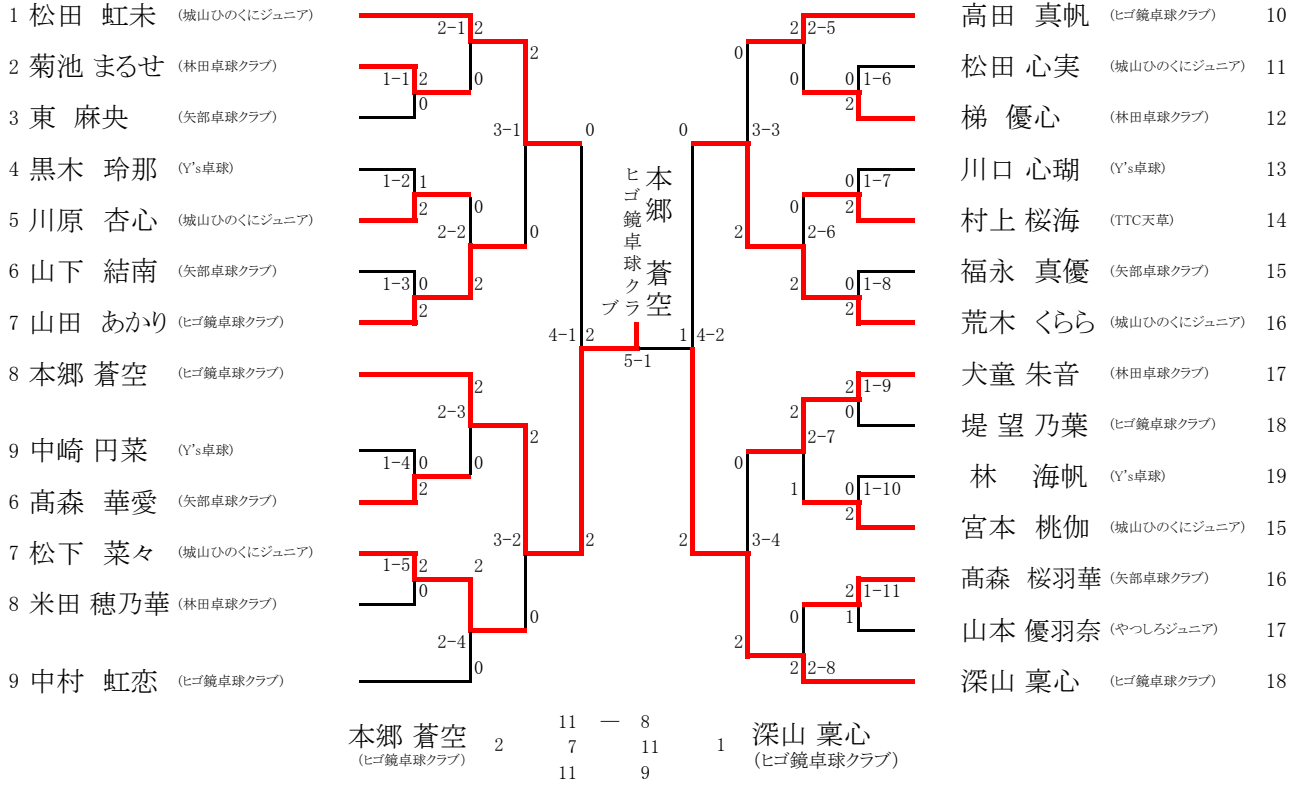 1 松田 虹未 (城山ひのくにジュニア)
2 菊池 まるせ (林田卓球クラブ)
3 東 麻央 (矢部卓球クラブ)
4 黒木 玲那 (Y's卓球)
5 川原 杏心 (城山ひのくにジュニア)
6 山下 結南 (矢部卓球クラブ)
7 山田 あかり (ヒゴ鏡卓球クラブ)
8 本郷 蒼空 (ヒゴ鏡卓球クラブ)
9 中崎 円菜 (Y's卓球)
6 髙森 華愛 (矢部卓球クラブ)
7 松下 菜々 (城山ひのくにジュニア)
8 米田 穂乃華 (林田卓球クラブ)
9 中村 虹恋 (ヒゴ鏡卓球クラブ)
2-1 2
0
1-1 2
0
1-2 1
2
2-2 0
2
1-3 0
2
3-1 2
0
2-3 2
0
1-4 0
2
1-5 2
0
2-4 2
0
3-2 2
0
4-1 0
2
2
本郷 蒼空
ヒゴ鏡卓球クラブ
5-1
0
1 4-2
2
0 3-3
2
2 2-5
0
0 1-6
2
0 1-7
2
0 2-6
2
0 1-8
2
2 1-9
0
2 2-7
1
0 1-10
2
0 3-4
2
2 1-11
1
0
2 2-8
高田 真帆 (ヒゴ鏡卓球クラブ) 10
松田 心実 (城山ひのくにジュニア) 11
梯 優心 (林田卓球クラブ) 12
川口 心瑚 (Y's卓球) 13
村上 桜海 (TTC天草) 14
福永 真優 (矢部卓球クラブ) 15
荒木 くらら (城山ひのくにジュニア) 16
犬童 朱音 (林田卓球クラブ) 17
堤 望乃葉 (ヒゴ鏡卓球クラブ) 18
林 海帆 (Y's卓球) 19
宮本 桃伽 (城山ひのくにジュニア) 15
髙森 桜羽華 (矢部卓球クラブ) 16
山本 優羽奈 (やつしろジュニア) 17
深山 稟心 (ヒゴ鏡卓球クラブ) 18
本郷 蒼空 2
(ヒゴ鏡卓球クラブ)
11 ― 8
7 11
11 9
1 深山 稟心
(ヒゴ鏡卓球クラブ)